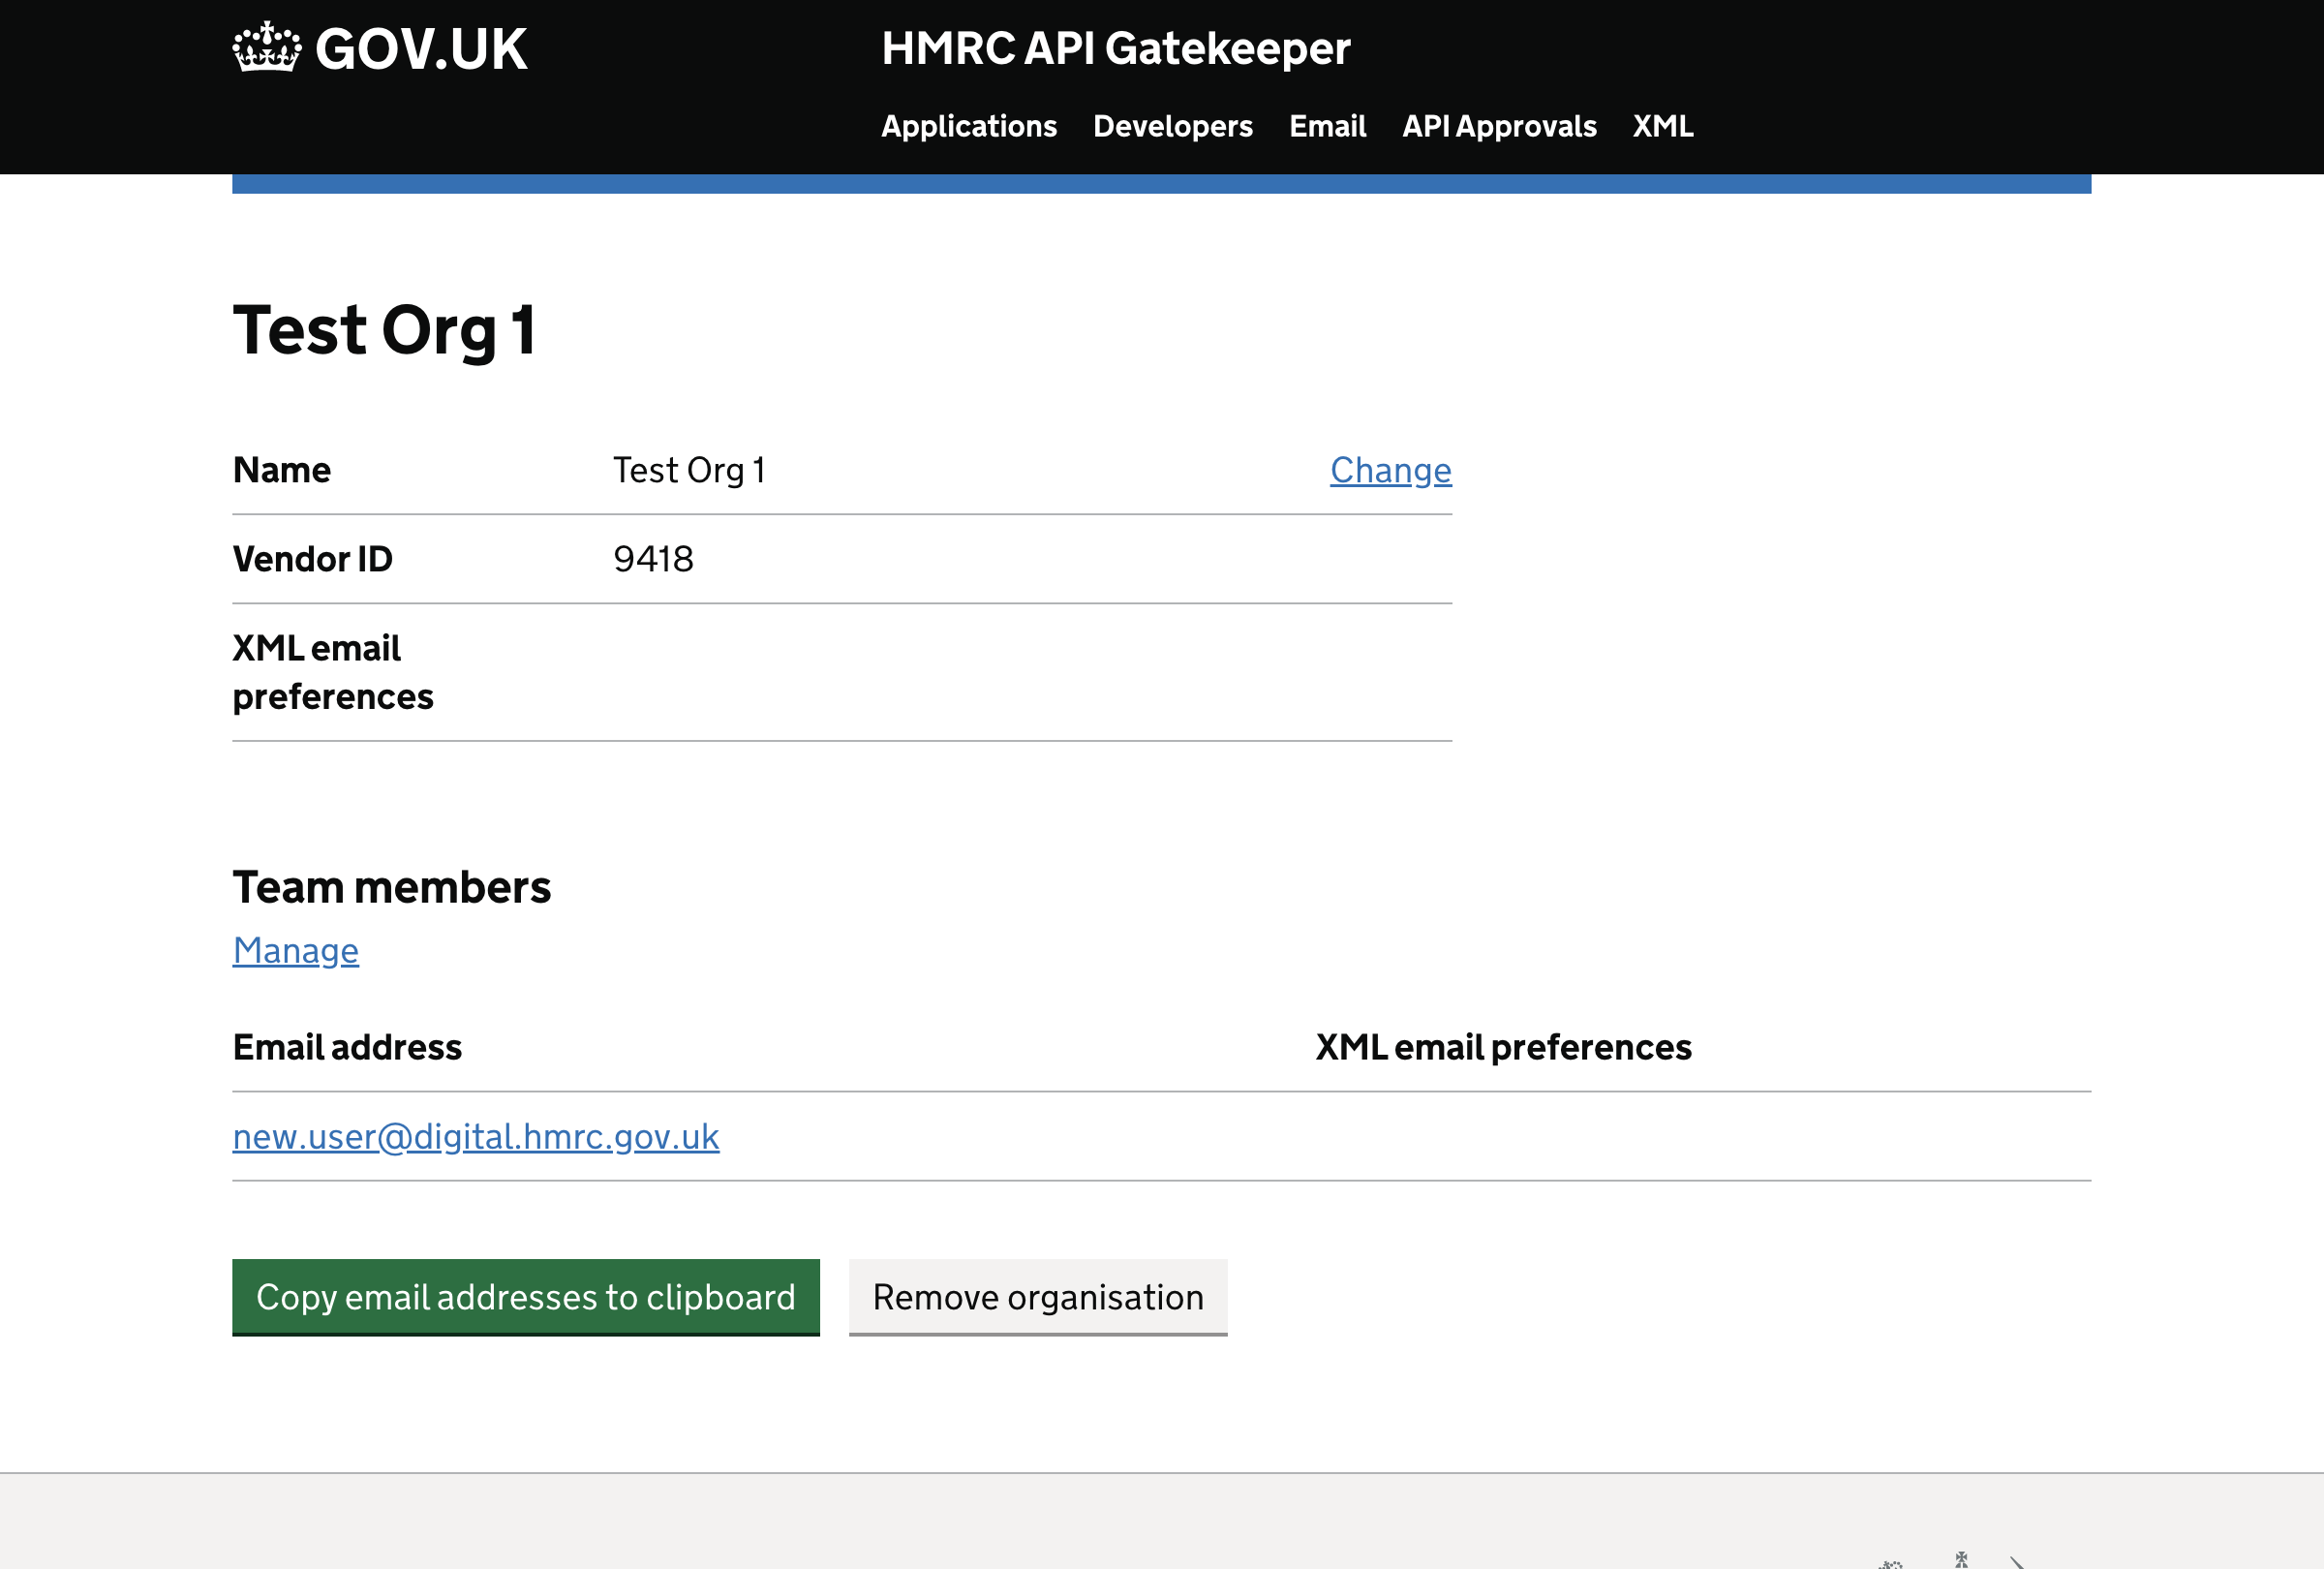 GOV.UK
HMRC API Gatekeeper
Applications Developers Email API Approvals XML
Test Org 1
Name Test Org 1 Change
Vendor ID 9418
XML email
preferences
Team members
Manage
Email address XML email preferences
new.user@digital.hmrc.gov.uk
Copy email addresses to clipboard Remove organisation